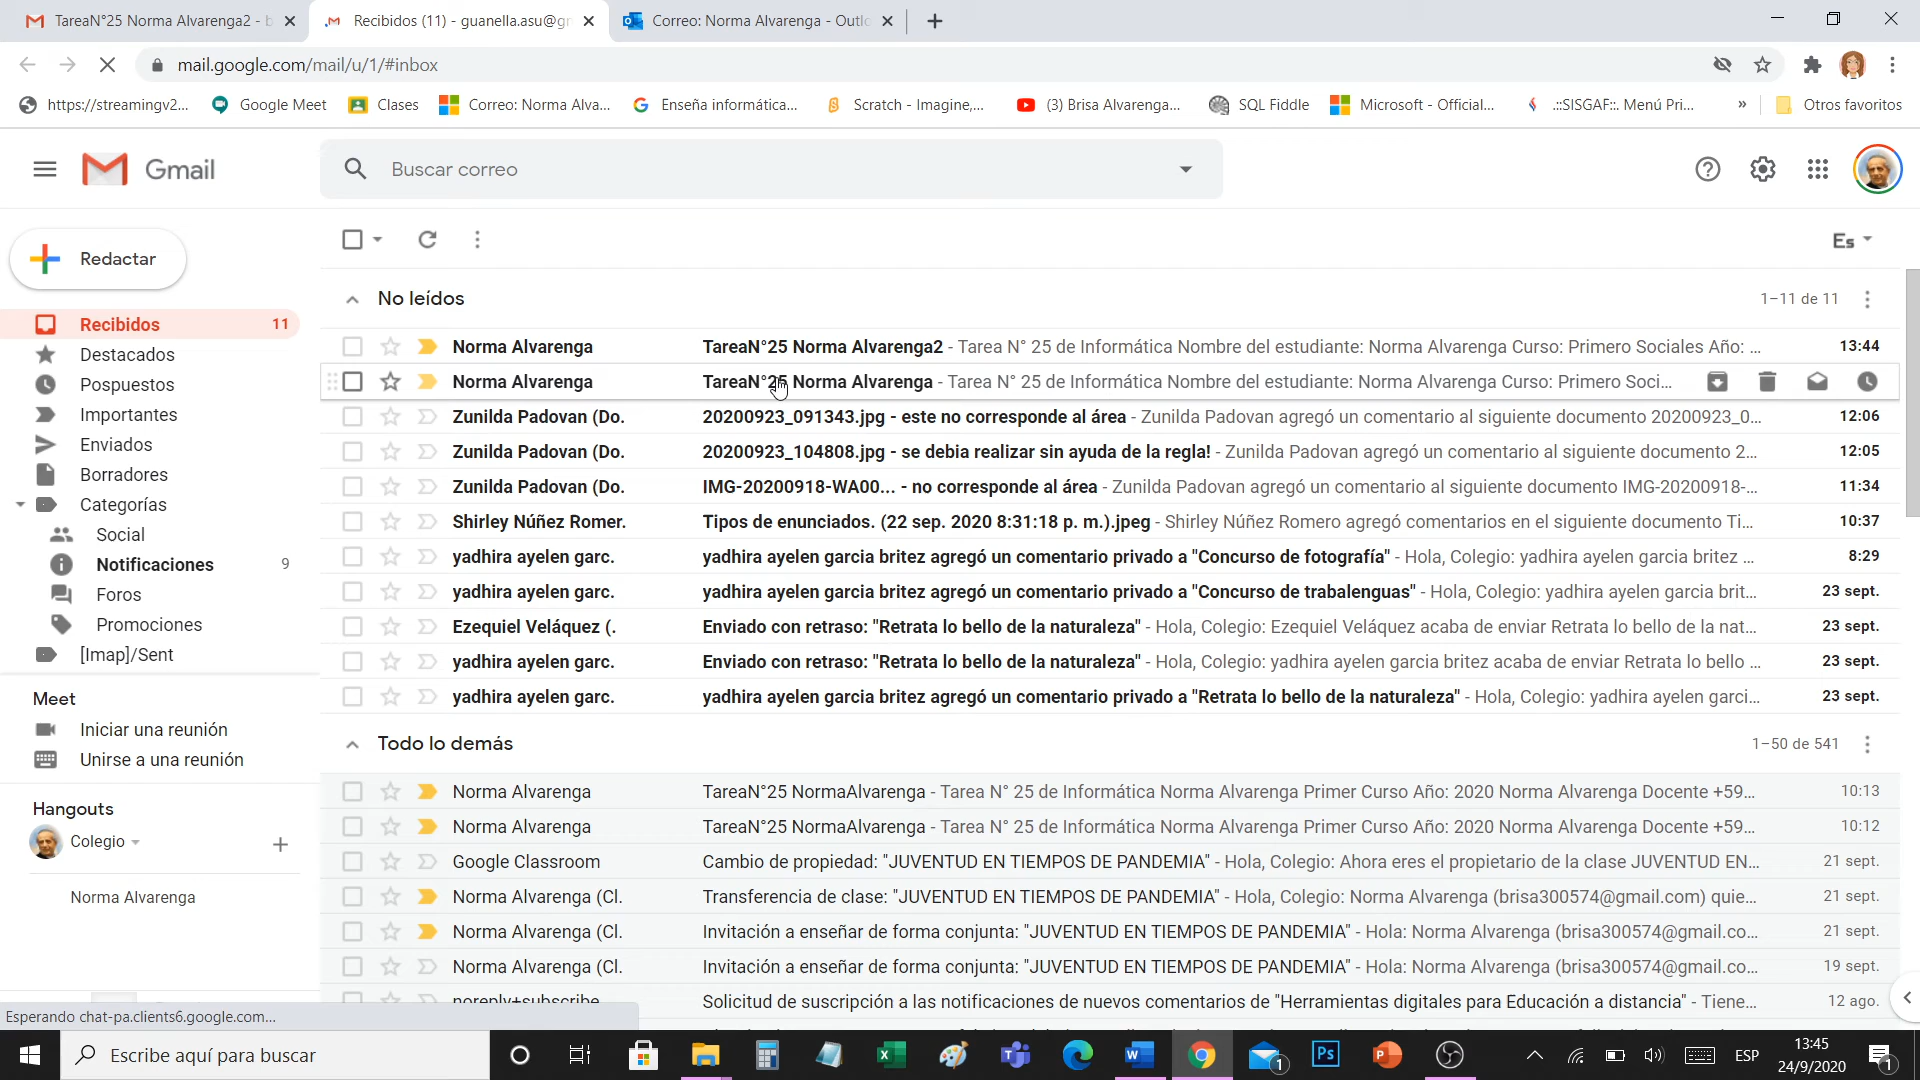 TareaN°25 Norma Alvarenga2 - b
Recibidos (11) - guanella.asu@gr
Correo: Norma Alvarenga - Outlo
mail.google.com/mail/u/1/#inbox
https://streamingv2...
Google Meet
Clases
Correo: Norma Alva...
Enseña informática...
Scratch - Imagine,...
(3) Brisa Alvarenga...
SQL Fiddle
Microsoft - Official...
.::SISGAF::. Menú Pri...
»
Otros favoritos
Gmail
Buscar correo
Redactar
Es
Recibidos 11
Destacados
Pospuestos
Importantes
Enviados
Borradores
Categorías
Social
Notificaciones 9
Foros
Promociones
[Imap]/Sent
Meet
Iniciar una reunión
Unirse a una reunión
Hangouts
Colegio
Norma Alvarenga
No leídos 1–11 de 11
Norma Alvarenga TareaN°25 Norma Alvarenga2 - Tarea N° 25 de Informática Nombre del estudiante: Norma Alvarenga Curso: Primero Sociales Año: ... 13:44
Norma Alvarenga TareaN°25 Norma Alvarenga - Tarea N° 25 de Informática Nombre del estudiante: Norma Alvarenga Curso: Primero Soci...
Zunilda Padovan (Do. 20200923_091343.jpg - este no corresponde al área - Zunilda Padovan agregó un comentario al siguiente documento 20200923_0... 12:06
Zunilda Padovan (Do. 20200923_104808.jpg - se debia realizar sin ayuda de la regla! - Zunilda Padovan agregó un comentario al siguiente documento 2... 12:05
Zunilda Padovan (Do. IMG-20200918-WA00... - no corresponde al área - Zunilda Padovan agregó un comentario al siguiente documento IMG-20200918-... 11:34
Shirley Núñez Romer. Tipos de enunciados. (22 sep. 2020 8:31:18 p. m.).jpeg - Shirley Núñez Romero agregó comentarios en el siguiente documento Ti... 10:37
yadhira ayelen garc. yadhira ayelen garcia britez agregó un comentario privado a "Concurso de fotografía" - Hola, Colegio: yadhira ayelen garcia britez ... 8:29
yadhira ayelen garc. yadhira ayelen garcia britez agregó un comentario privado a "Concurso de trabalenguas" - Hola, Colegio: yadhira ayelen garcia brit... 23 sept.
Ezequiel Veláquez (. Enviado con retraso: "Retrata lo bello de la naturaleza" - Hola, Colegio: Ezequiel Veláquez acaba de enviar Retrata lo bello de la nat... 23 sept.
yadhira ayelen garc. Enviado con retraso: "Retrata lo bello de la naturaleza" - Hola, Colegio: yadhira ayelen garcia britez acaba de enviar Retrata lo bello ... 23 sept.
yadhira ayelen garc. yadhira ayelen garcia britez agregó un comentario privado a "Retrata lo bello de la naturaleza" - Hola, Colegio: yadhira ayelen garci... 23 sept.
Todo lo demás 1–50 de 541
Norma Alvarenga TareaN°25 NormaAlvarenga - Tarea N° 25 de Informática Norma Alvarenga Primer Curso Año: 2020 Norma Alvarenga Docente +59... 10:13
Norma Alvarenga TareaN°25 NormaAlvarenga - Tarea N° 25 de Informática Norma Alvarenga Primer Curso Año: 2020 Norma Alvarenga Docente +59... 10:12
Google Classroom Cambio de propiedad: "JUVENTUD EN TIEMPOS DE PANDEMIA" - Hola, Colegio: Ahora eres el propietario de la clase JUVENTUD EN... 21 sept.
Norma Alvarenga (Cl. Transferencia de clase: "JUVENTUD EN TIEMPOS DE PANDEMIA" - Hola, Colegio: Norma Alvarenga (brisa300574@gmail.com) quie... 21 sept.
Norma Alvarenga (Cl. Invitación a enseñar de forma conjunta: "JUVENTUD EN TIEMPOS DE PANDEMIA" - Hola: Norma Alvarenga (brisa300574@gmail.co... 21 sept.
Norma Alvarenga (Cl. Invitación a enseñar de forma conjunta: "JUVENTUD EN TIEMPOS DE PANDEMIA" - Hola: Norma Alvarenga (brisa300574@gmail.co... 19 sept.
noreply+subscribe Solicitud de suscripción a las notificaciones de nuevos comentarios de "Herramientas digitales para Educación a distancia" - Tiene... 12 ago.
Esperando chat-pa.clients6.google.com...
Escribe aquí para buscar
1
ESP
13:45
24/9/2020
1